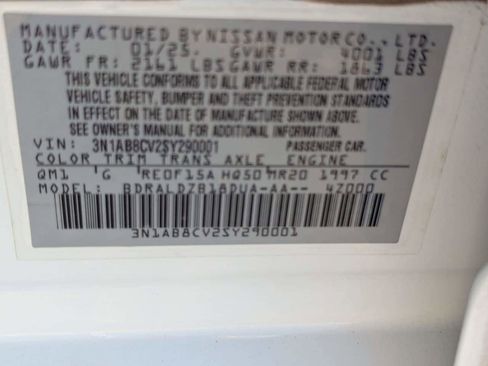 MANUFACTURED BY NISSAN MOTOR CO., LTD.
DATE: 01/25. GVWR: 4001 LBS
GAWR FR: 2161 LBS GAWR RR: 1863 LBS
THIS VEHICLE CONFORMS TO ALL APPLICABLE FEDERAL MOTOR
VEHICLE SAFETY, BUMPER AND THEFT PREVENTION STANDARDS
IN EFFECT ON THE DATE OF MANUFACTURE SHOWN ABOVE.
SEE OWNER'S MANUAL FOR ADDITIONAL INFORMATION.
VIN: 3N1AB8CV2SY290001 PASSENGER CAR.
COLOR TRIM TRANS AXLE ENGINE
QM1 G RE0F15A HQ50 MR20 1997 CC
MODEL: BDRALDZB18DUA-AA-- 4Z000
3N1AB8CV2SY290001